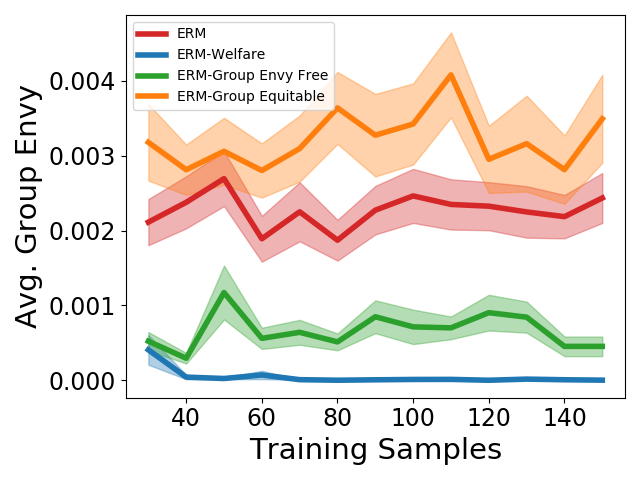 ERM
ERM-Welfare
ERM-Group Envy Free
ERM-Group Equitable
Avg. Group Envy
0.004
0.003
0.002
0.001
0.000
40 60 80 100 120 140
Training Samples